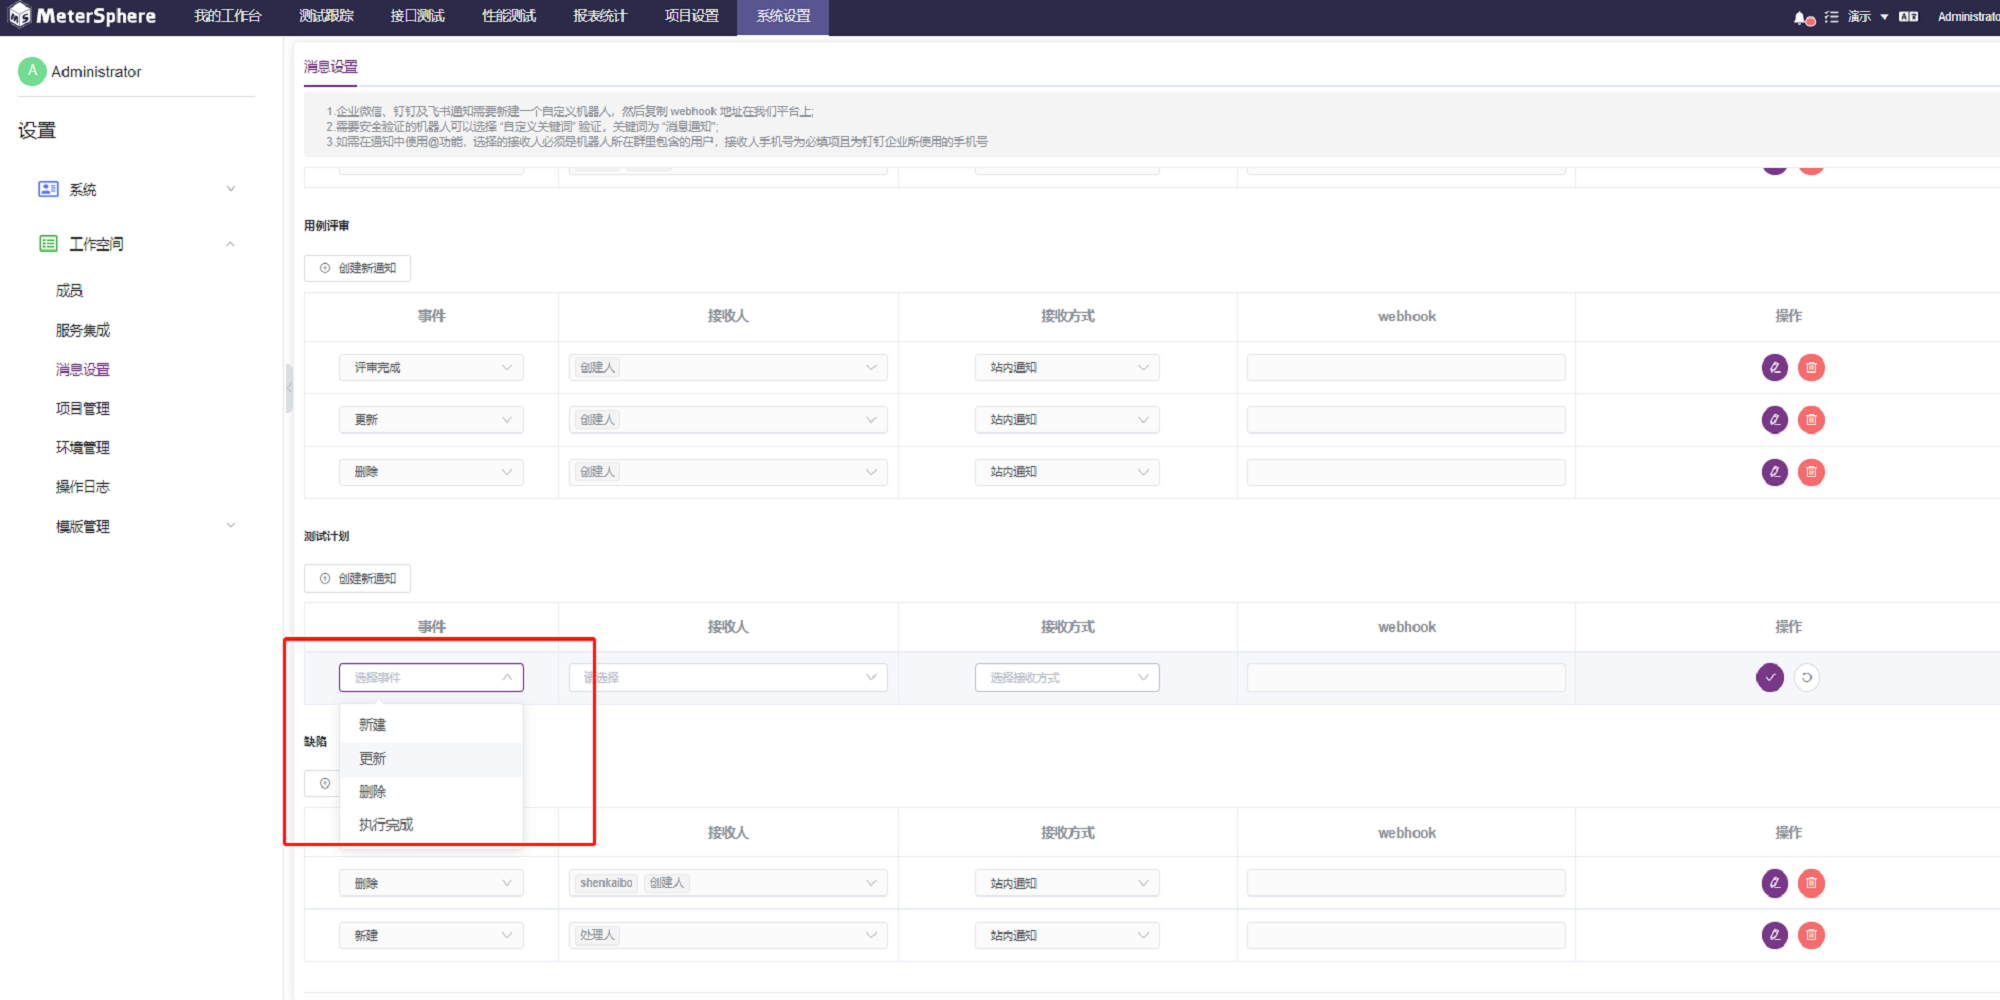 MeterSphere 我的工作台 测试跟踪 接口测试 性能测试 报表统计 项目设置 系统设置 演示 Administrato
A Administrator
设置
系统
工作空间
成员
服务集成
消息设置
项目管理
环境管理
操作日志
模版管理
消息设置
1.企业微信、钉钉及飞书通知需要新建一个自定义机器人，然后复制 webhook 地址在我们平台上;
2.需要安全验证的机器人可以选择 “自定义关键词” 验证，关键词为 “消息通知”;
3.如需在通知中使用@功能，选择的接收人必须是机器人所在群里包含的用户，接收人手机号为必填项且为钉钉企业所使用的手机号
用例评审
创建新通知
事件 接收人 接收方式 webhook 操作
评审完成 创建人 站内通知
更新 创建人 站内通知
删除 创建人 站内通知
测试计划
创建新通知
事件 接收人 接收方式 webhook 操作
选择事件 请选择 选择接收方式
新建
更新
删除
执行完成
缺陷
接收人 接收方式 webhook 操作
删除 shenkaibo 创建人 站内通知
新建 处理人 站内通知